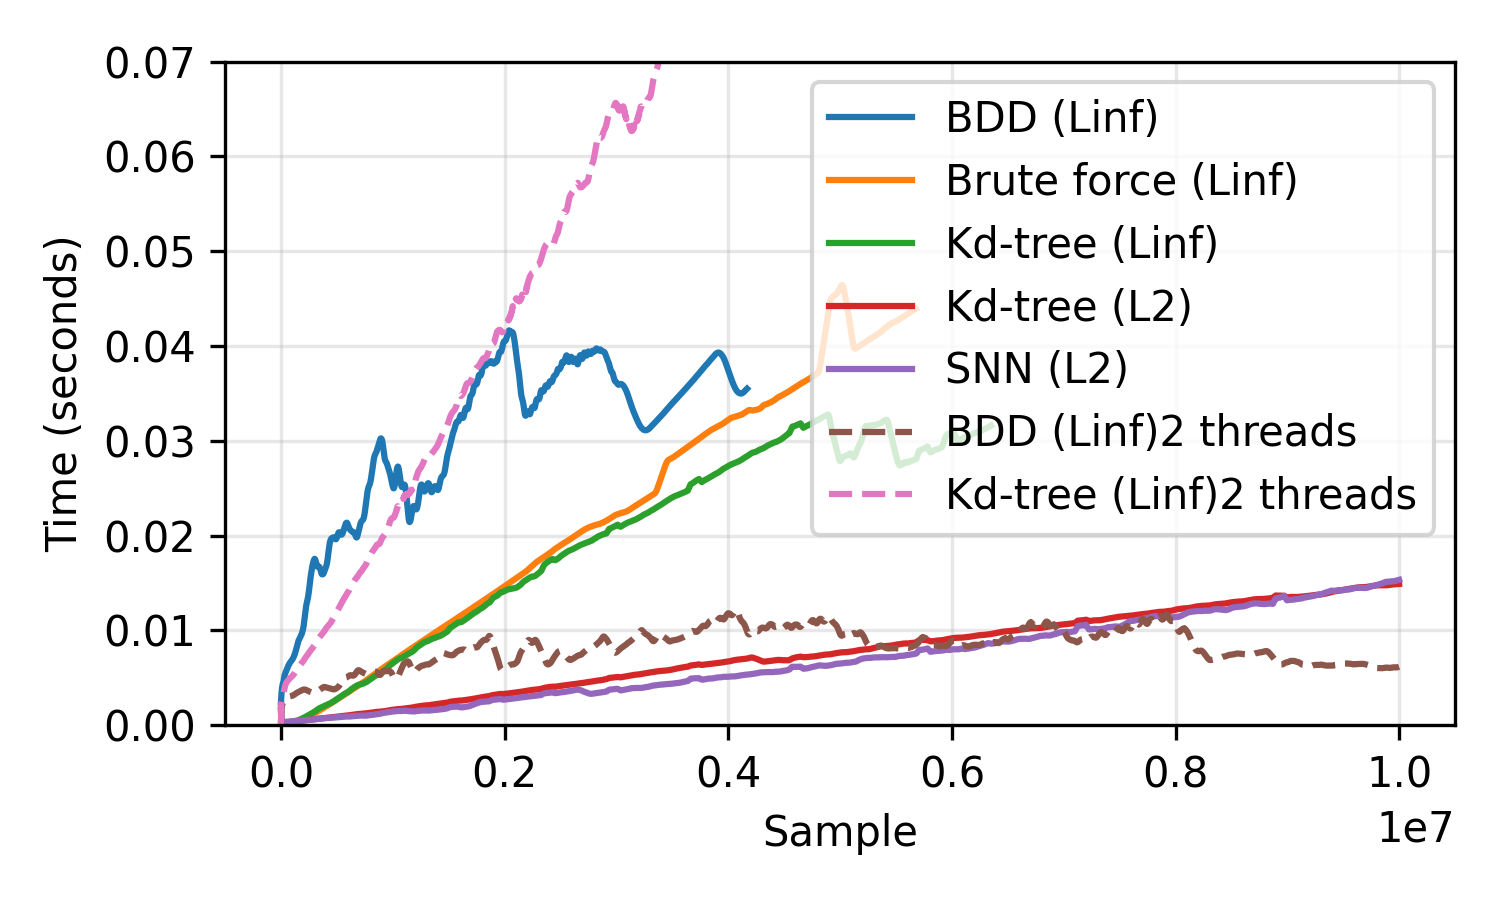 0.07
0.06
0.05
0.04
0.03
0.02
0.01
0.00
Time (seconds)
BDD (Linf)
Brute force (Linf)
Kd-tree (Linf)
Kd-tree (L2)
SNN (L2)
BDD (Linf)2 threads
Kd-tree (Linf)2 threads
0.0 0.2 0.4 0.6 0.8 1.0
1e7
Sample